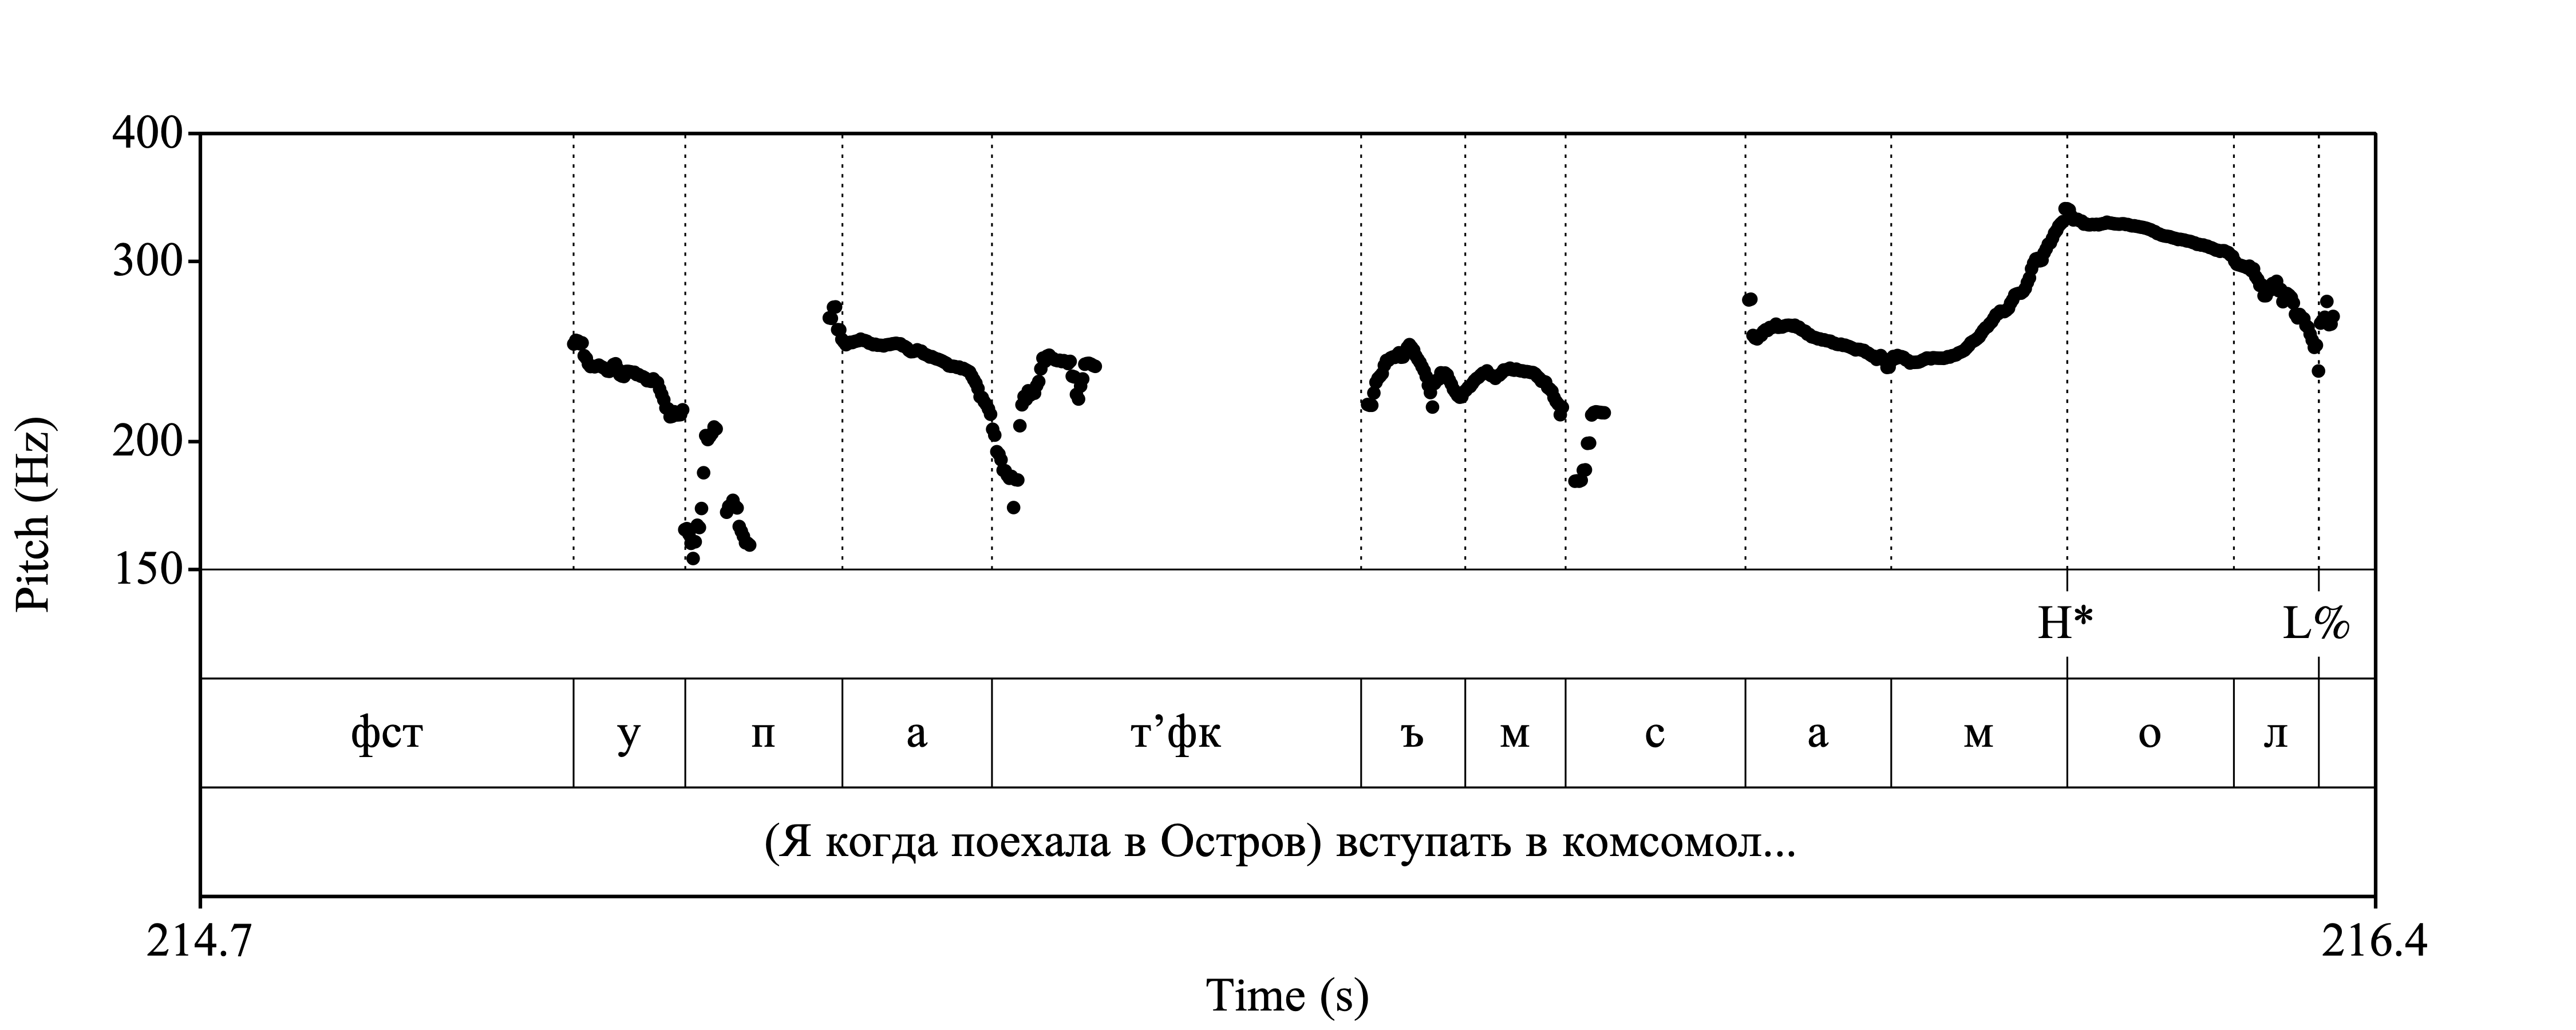 400
300
200
150
Pitch (Hz)
H* L%
фст у п а т’фк ъ м с а м о л
(Я когда поехала в Остров) вступать в комсомол...
214.7 216.4
Time (s)